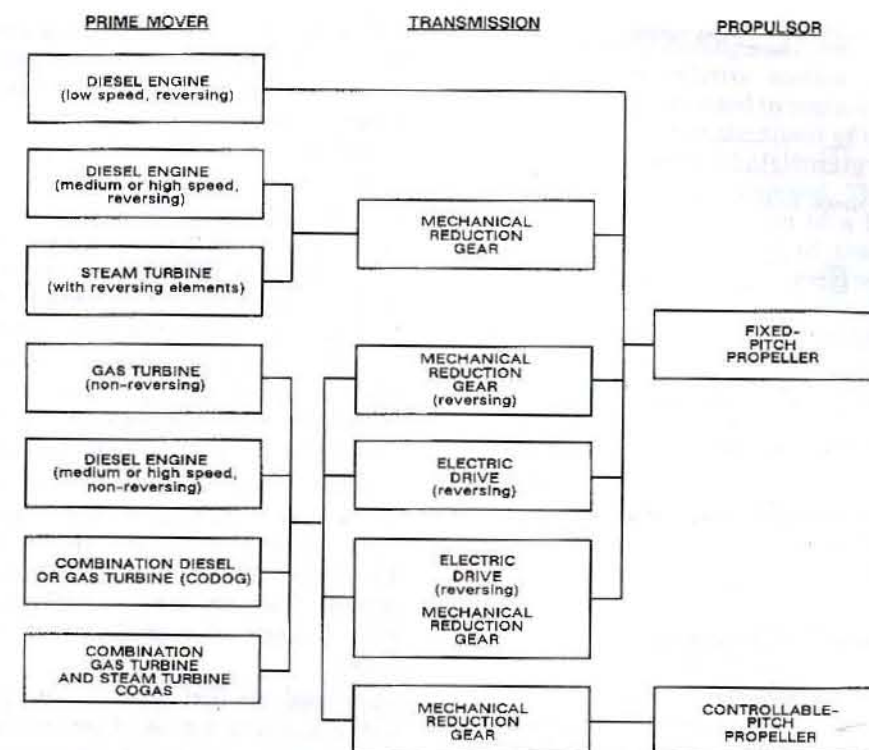 PRIME MOVER
TRANSMISSION
PROPULSOR
DIESEL ENGINE
(low speed, reversing)
DIESEL ENGINE
(medium or high speed,
reversing)
STEAM TURBINE
(with reversing elements)
GAS TURBINE
(non-reversing)
DIESEL ENGINE
(medium or high speed,
non-reversing)
COMBINATION DIESEL
OR GAS TURBINE (CODOG)
COMBINATION
GAS TURBINE
AND STEAM TURBINE
COGAS
MECHANICAL
REDUCTION
GEAR
MECHANICAL
REDUCTION
GEAR
(reversing)
ELECTRIC
DRIVE
(reversing)
ELECTRIC
DRIVE
(reversing)
MECHANICAL
REDUCTION
GEAR
MECHANICAL
REDUCTION
GEAR
FIXED-
PITCH
PROPELLER
CONTROLLABLE-
PITCH
PROPELLER